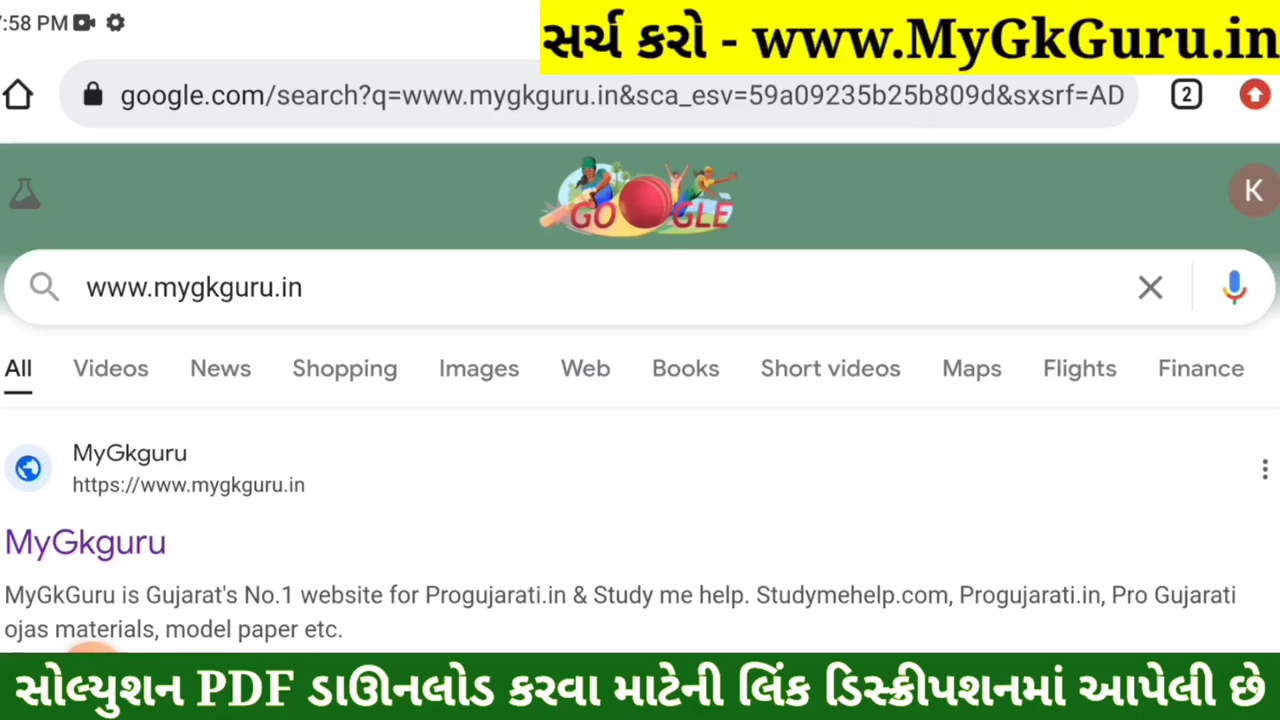 :58 PM
સર્ચ કરો - www.MyGkGuru.in
google.com/search?q=www.mygkguru.in&sca_esv=59a09235b25b809d&sxsrf=AD
2
GOOGLE
K
www.mygkguru.in
All Videos News Shopping Images Web Books Short videos Maps Flights Finance
MyGkguru
https://www.mygkguru.in
MyGkguru
MyGkGuru is Gujarat's No.1 website for Progujarati.in & Study me help. Studymehelp.com, Progujarati.in, Pro Gujarati
ojas materials, model paper etc.
સોલ્યુશન PDF ડાઊનલોડ કરવા માટેની લિંક ડિસ્ક્રીપશનમાં આપેલી છે